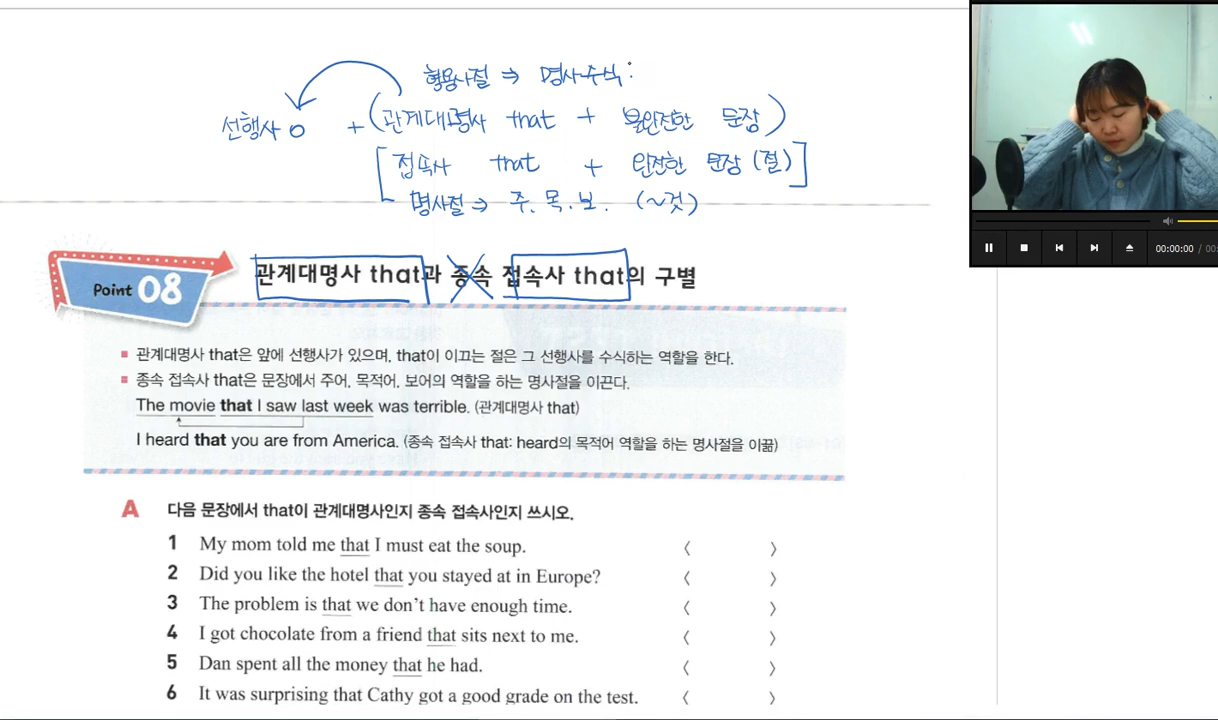 형용사절 ⇒ 명사수식:
선행사 o + (관계대명사 that + 불완전한 문장)
[접속사 that + 완전한 문장 (절)]
명사절 ⇒ 주. 목. 보. (~것)
Point 08 관계대명사 that과 종속 접속사 that의 구별
▪ 관계대명사 that은 앞에 선행사가 있으며, that이 이끄는 절은 그 선행사를 수식하는 역할을 한다.
▪ 종속 접속사 that은 문장에서 주어, 목적어, 보어의 역할을 하는 명사절을 이끈다.
The movie that I saw last week was terrible. (관계대명사 that)
I heard that you are from America. (종속 접속사 that: heard의 목적어 역할을 하는 명사절을 이끎)
A 다음 문장에서 that이 관계대명사인지 종속 접속사인지 쓰시오.
1 My mom told me that I must eat the soup. 〈 〉
2 Did you like the hotel that you stayed at in Europe? 〈 〉
3 The problem is that we don't have enough time. 〈 〉
4 I got chocolate from a friend that sits next to me. 〈 〉
5 Dan spent all the money that he had. 〈 〉
6 It was surprising that Cathy got a good grade on the test. 〈 〉
00:00:00 / 00: